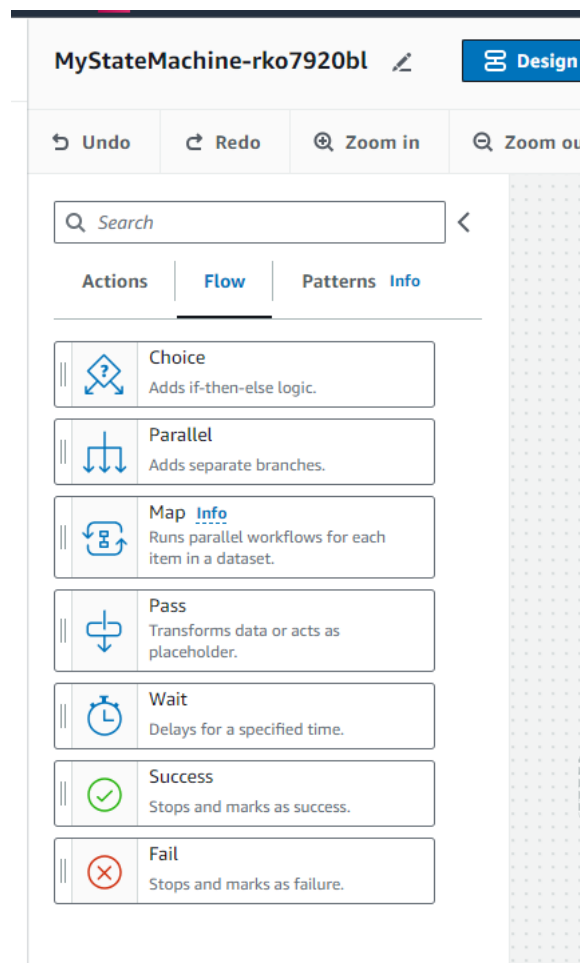 MyStateMachine-rko7920bl
Design
Undo
Redo
Zoom in
Zoom ou
Search
Actions
Flow
Patterns Info
Choice
Adds if-then-else logic.
Parallel
Adds separate branches.
Map Info
Runs parallel workflows for each
item in a dataset.
Pass
Transforms data or acts as
placeholder.
Wait
Delays for a specified time.
Success
Stops and marks as success.
Fail
Stops and marks as failure.